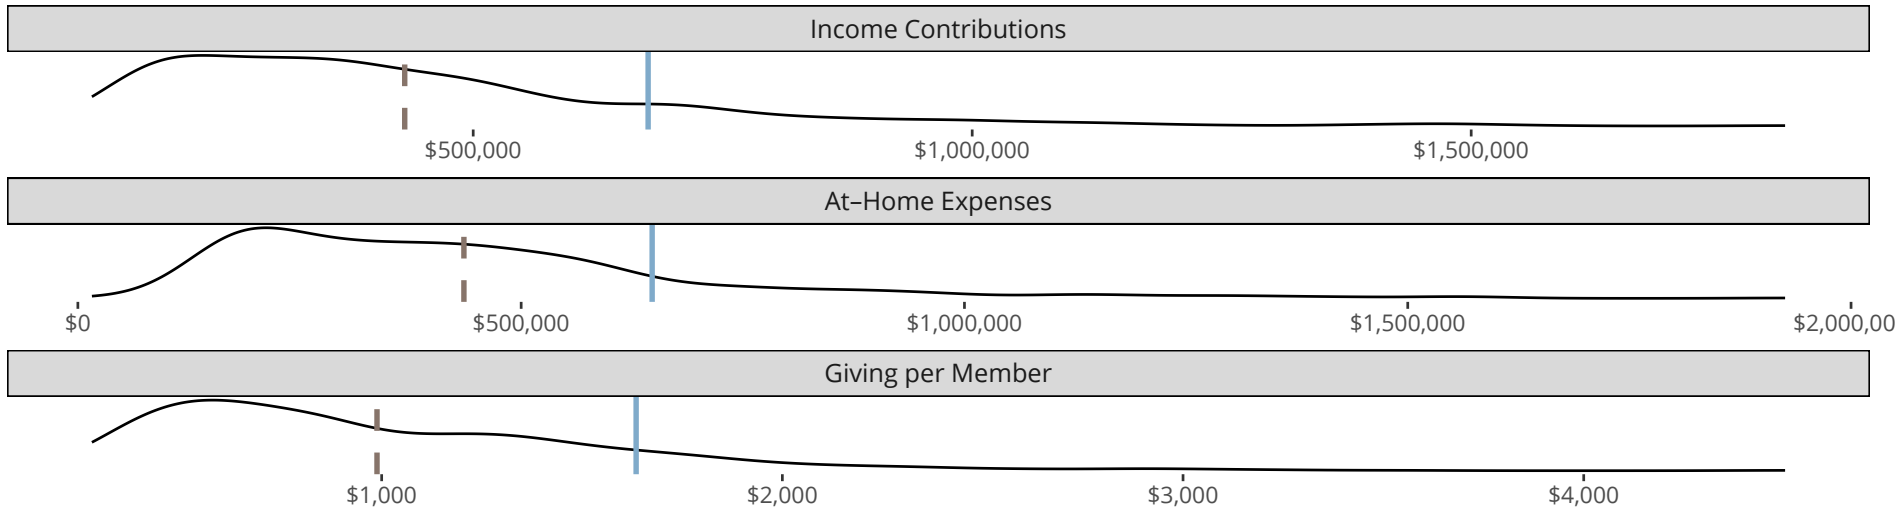 Income Contributions
$500,000 $1,000,000 $1,500,000
At–Home Expenses
$0 $500,000 $1,000,000 $1,500,000 $2,000,00
Giving per Member
$1,000 $2,000 $3,000 $4,000